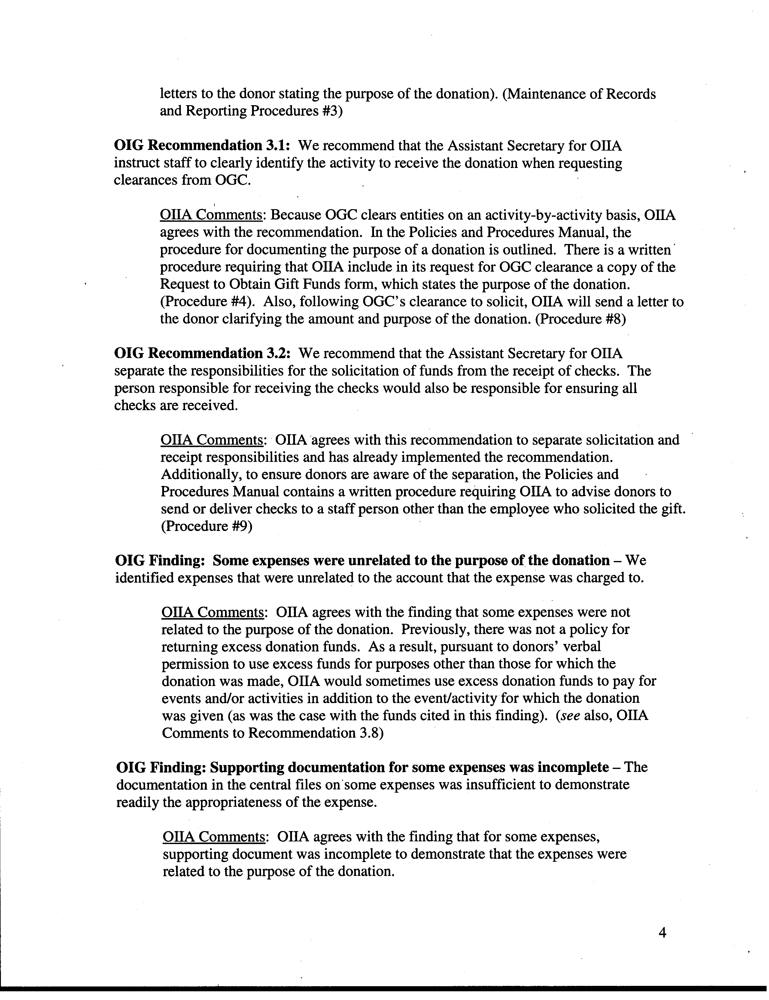 letters to the donor stating the purpose of the donation). (Maintenance of Records
and Reporting Procedures #3)
OIG Recommendation 3.1: We recommend that the Assistant Secretary for OIIA
instruct staff to clearly identify the activity to receive the donation when requesting
clearances from OGC.
OIIA Comments: Because OGC clears entities on an activity-by-activity basis, OIIA
agrees with the recommendation. In the Policies and Procedures Manual, the
procedure for documenting the purpose of a donation is outlined. There is a written
procedure requiring that OIIA include in its request for OGC clearance a copy of the
Request to Obtain Gift Funds form, which states the purpose of the donation.
(Procedure #4). Also, following OGC's clearance to solicit, OIIA will send a letter to
the donor clarifying the amount and purpose of the donation. (Procedure #8)
OIG Recommendation 3.2: We recommend that the Assistant Secretary for OIIA
separate the responsibilities for the solicitation of funds from the receipt of checks. The
person responsible for receiving the checks would also be responsible for ensuring all
checks are received.
OIIA Comments: OIIA agrees with this recommendation to separate solicitation and
receipt responsibilities and has already implemented the recommendation.
Additionally, to ensure donors are aware of the separation, the Policies and
Procedures Manual contains a written procedure requiring OIIA to advise donors to
send or deliver checks to a staff person other than the employee who solicited the gift.
(Procedure #9)
OIG Finding: Some expenses were unrelated to the purpose of the donation – We
identified expenses that were unrelated to the account that the expense was charged to.
OIIA Comments: OIIA agrees with the finding that some expenses were not
related to the purpose of the donation. Previously, there was not a policy for
returning excess donation funds. As a result, pursuant to donors' verbal
permission to use excess funds for purposes other than those for which the
donation was made, OIIA would sometimes use excess donation funds to pay for
events and/or activities in addition to the event/activity for which the donation
was given (as was the case with the funds cited in this finding). (see also, OIIA
Comments to Recommendation 3.8)
OIG Finding: Supporting documentation for some expenses was incomplete – The
documentation in the central files on some expenses was insufficient to demonstrate
readily the appropriateness of the expense.
OIIA Comments: OIIA agrees with the finding that for some expenses,
supporting document was incomplete to demonstrate that the expenses were
related to the purpose of the donation.
4